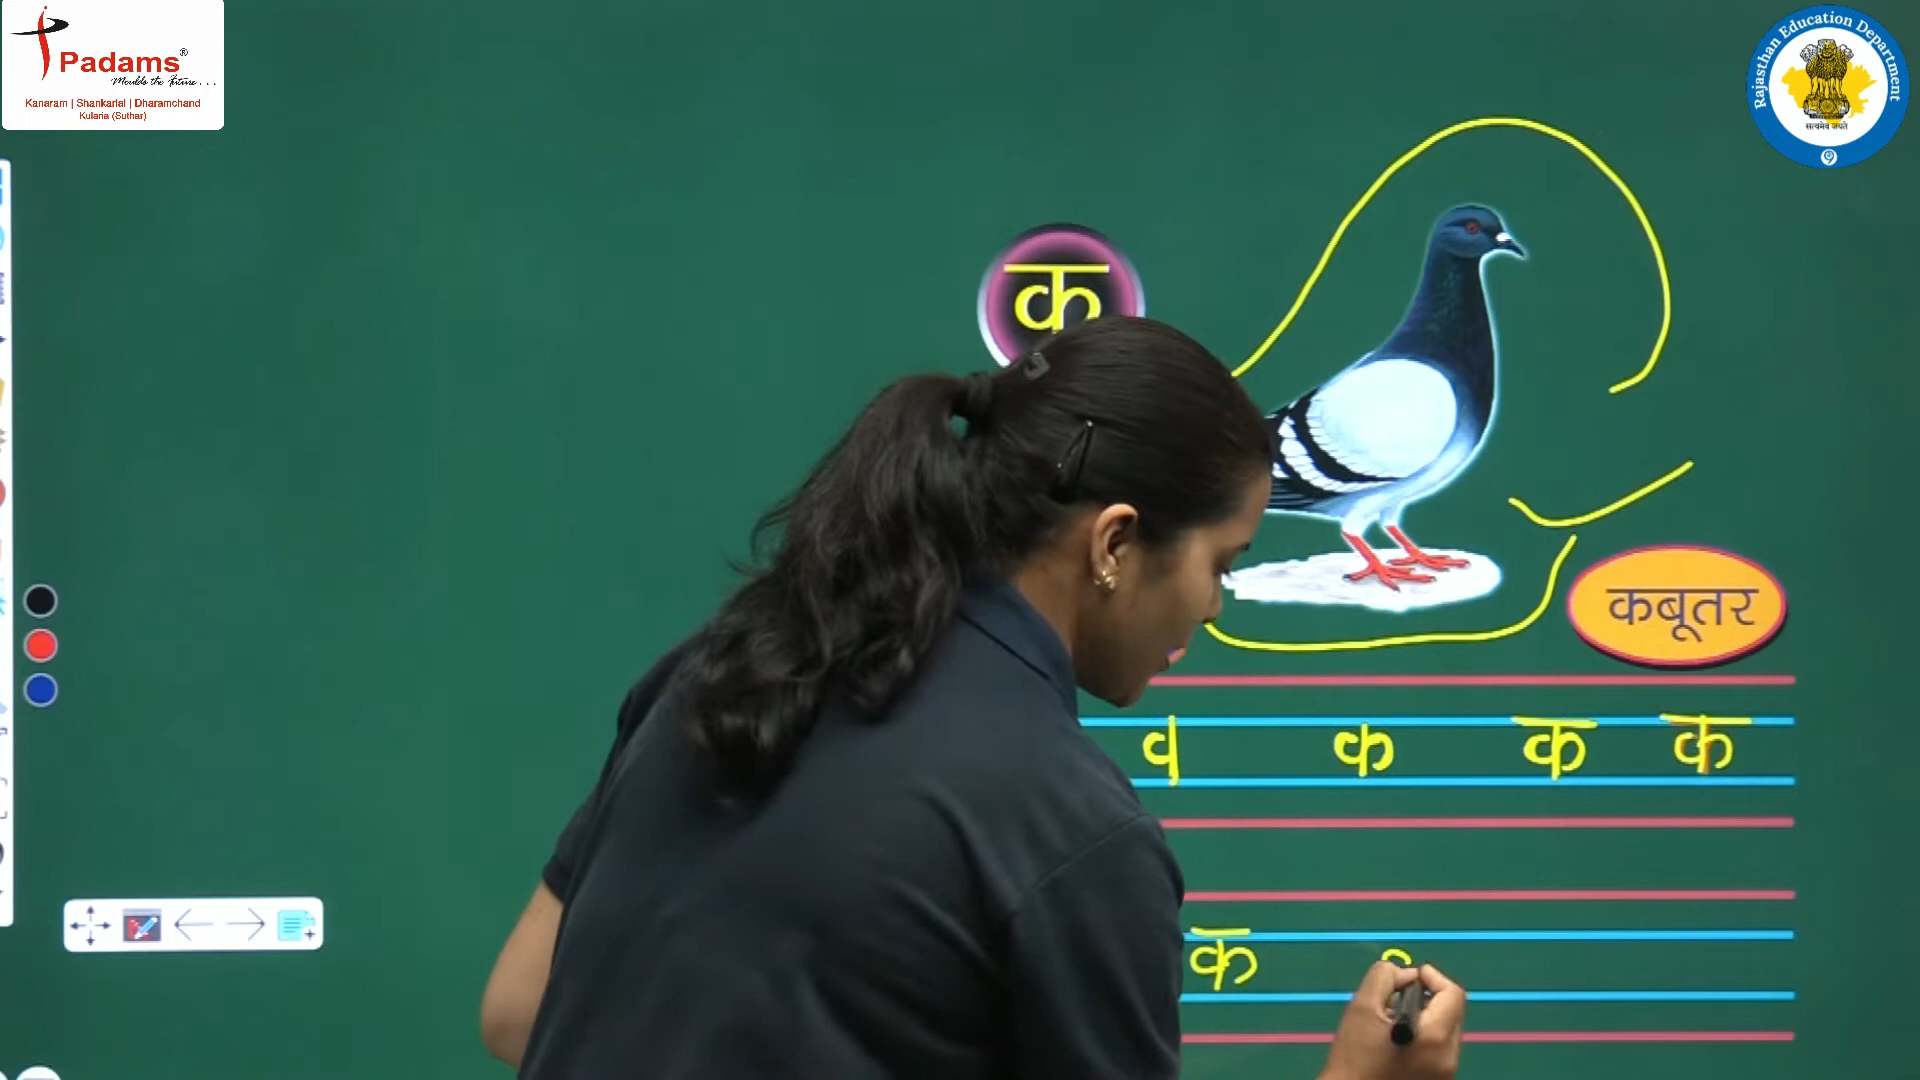 Padams®
Moulds the Future . . .
Kanaram | Shankarlal | Dharamchand
Kularia (Suthar)
Rajasthan Education Department
सत्यमेव जयते
क
कबूतर
व क क क
क